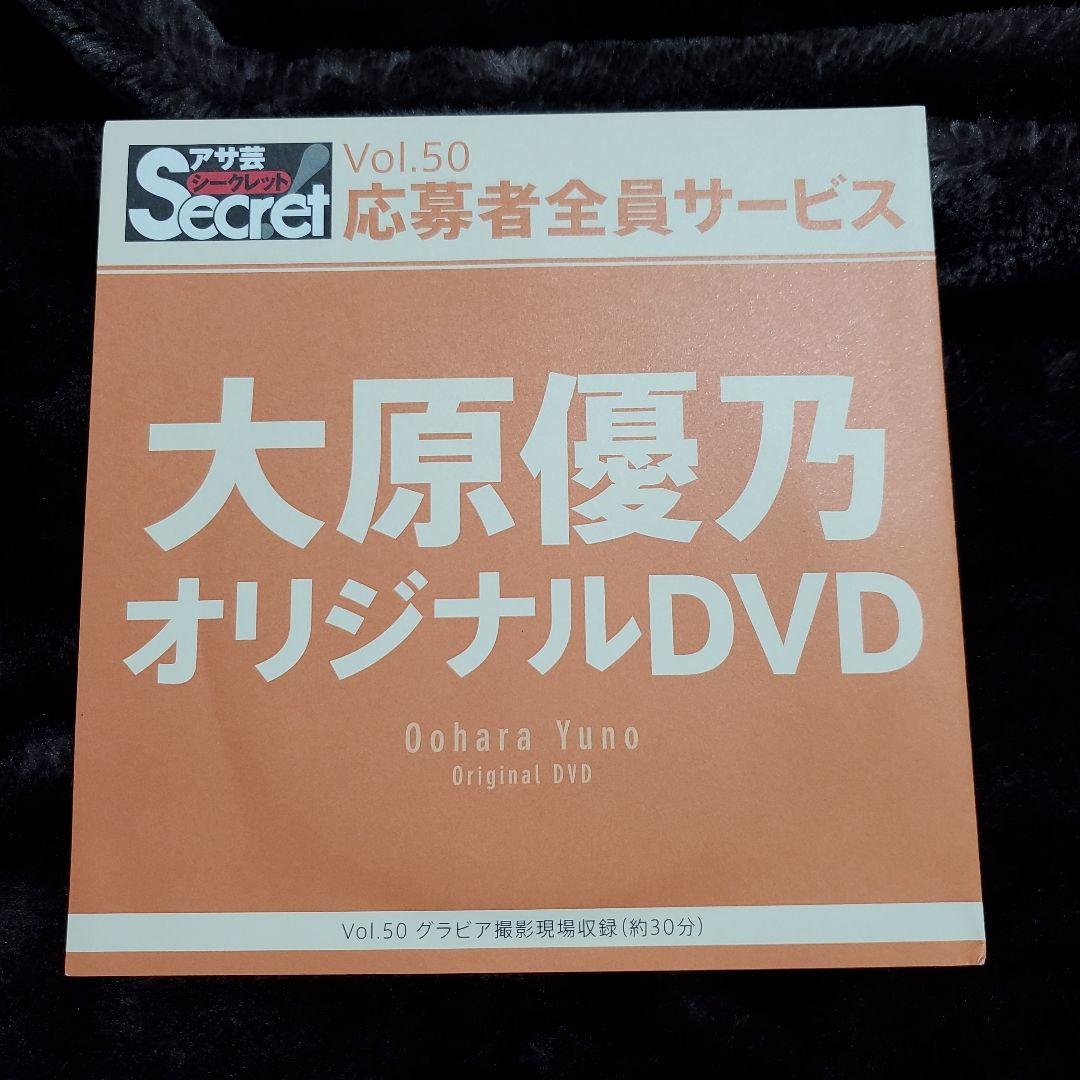 アサ芸
シークレット
Secret!
Vol.50
応募者全員サービス
大原優乃
オリジナルDVD
Oohara Yuno
Original DVD
Vol.50 グラビア撮影現場収録(約30分)